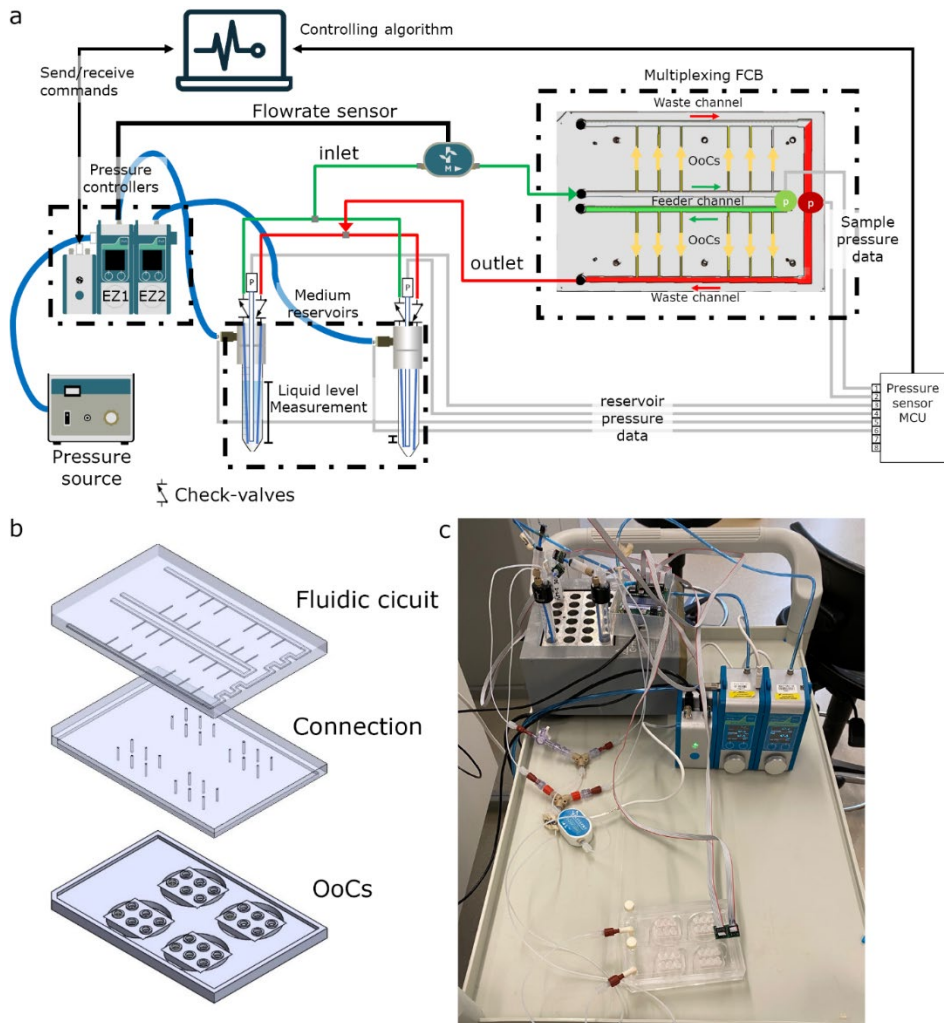 a
Controlling algorithm
Send/receive
commands
Multiplexing FCB
Waste channel
Flowrate sensor
inlet
M
OoCs
Pressure
controllers
Feeder channel
p
p
OoCs
Sample
pressure
data
outlet
EZ1
EZ2
P
P
Waste channel
Medium
reservoirs
Liquid level
Measurement
reservoir
pressure
data
1
2
3
4
5
6
7
8
Pressure
sensor
MCU
Pressure
source
Check-valves
b
c
Fluidic cicuit
Connection
OoCs